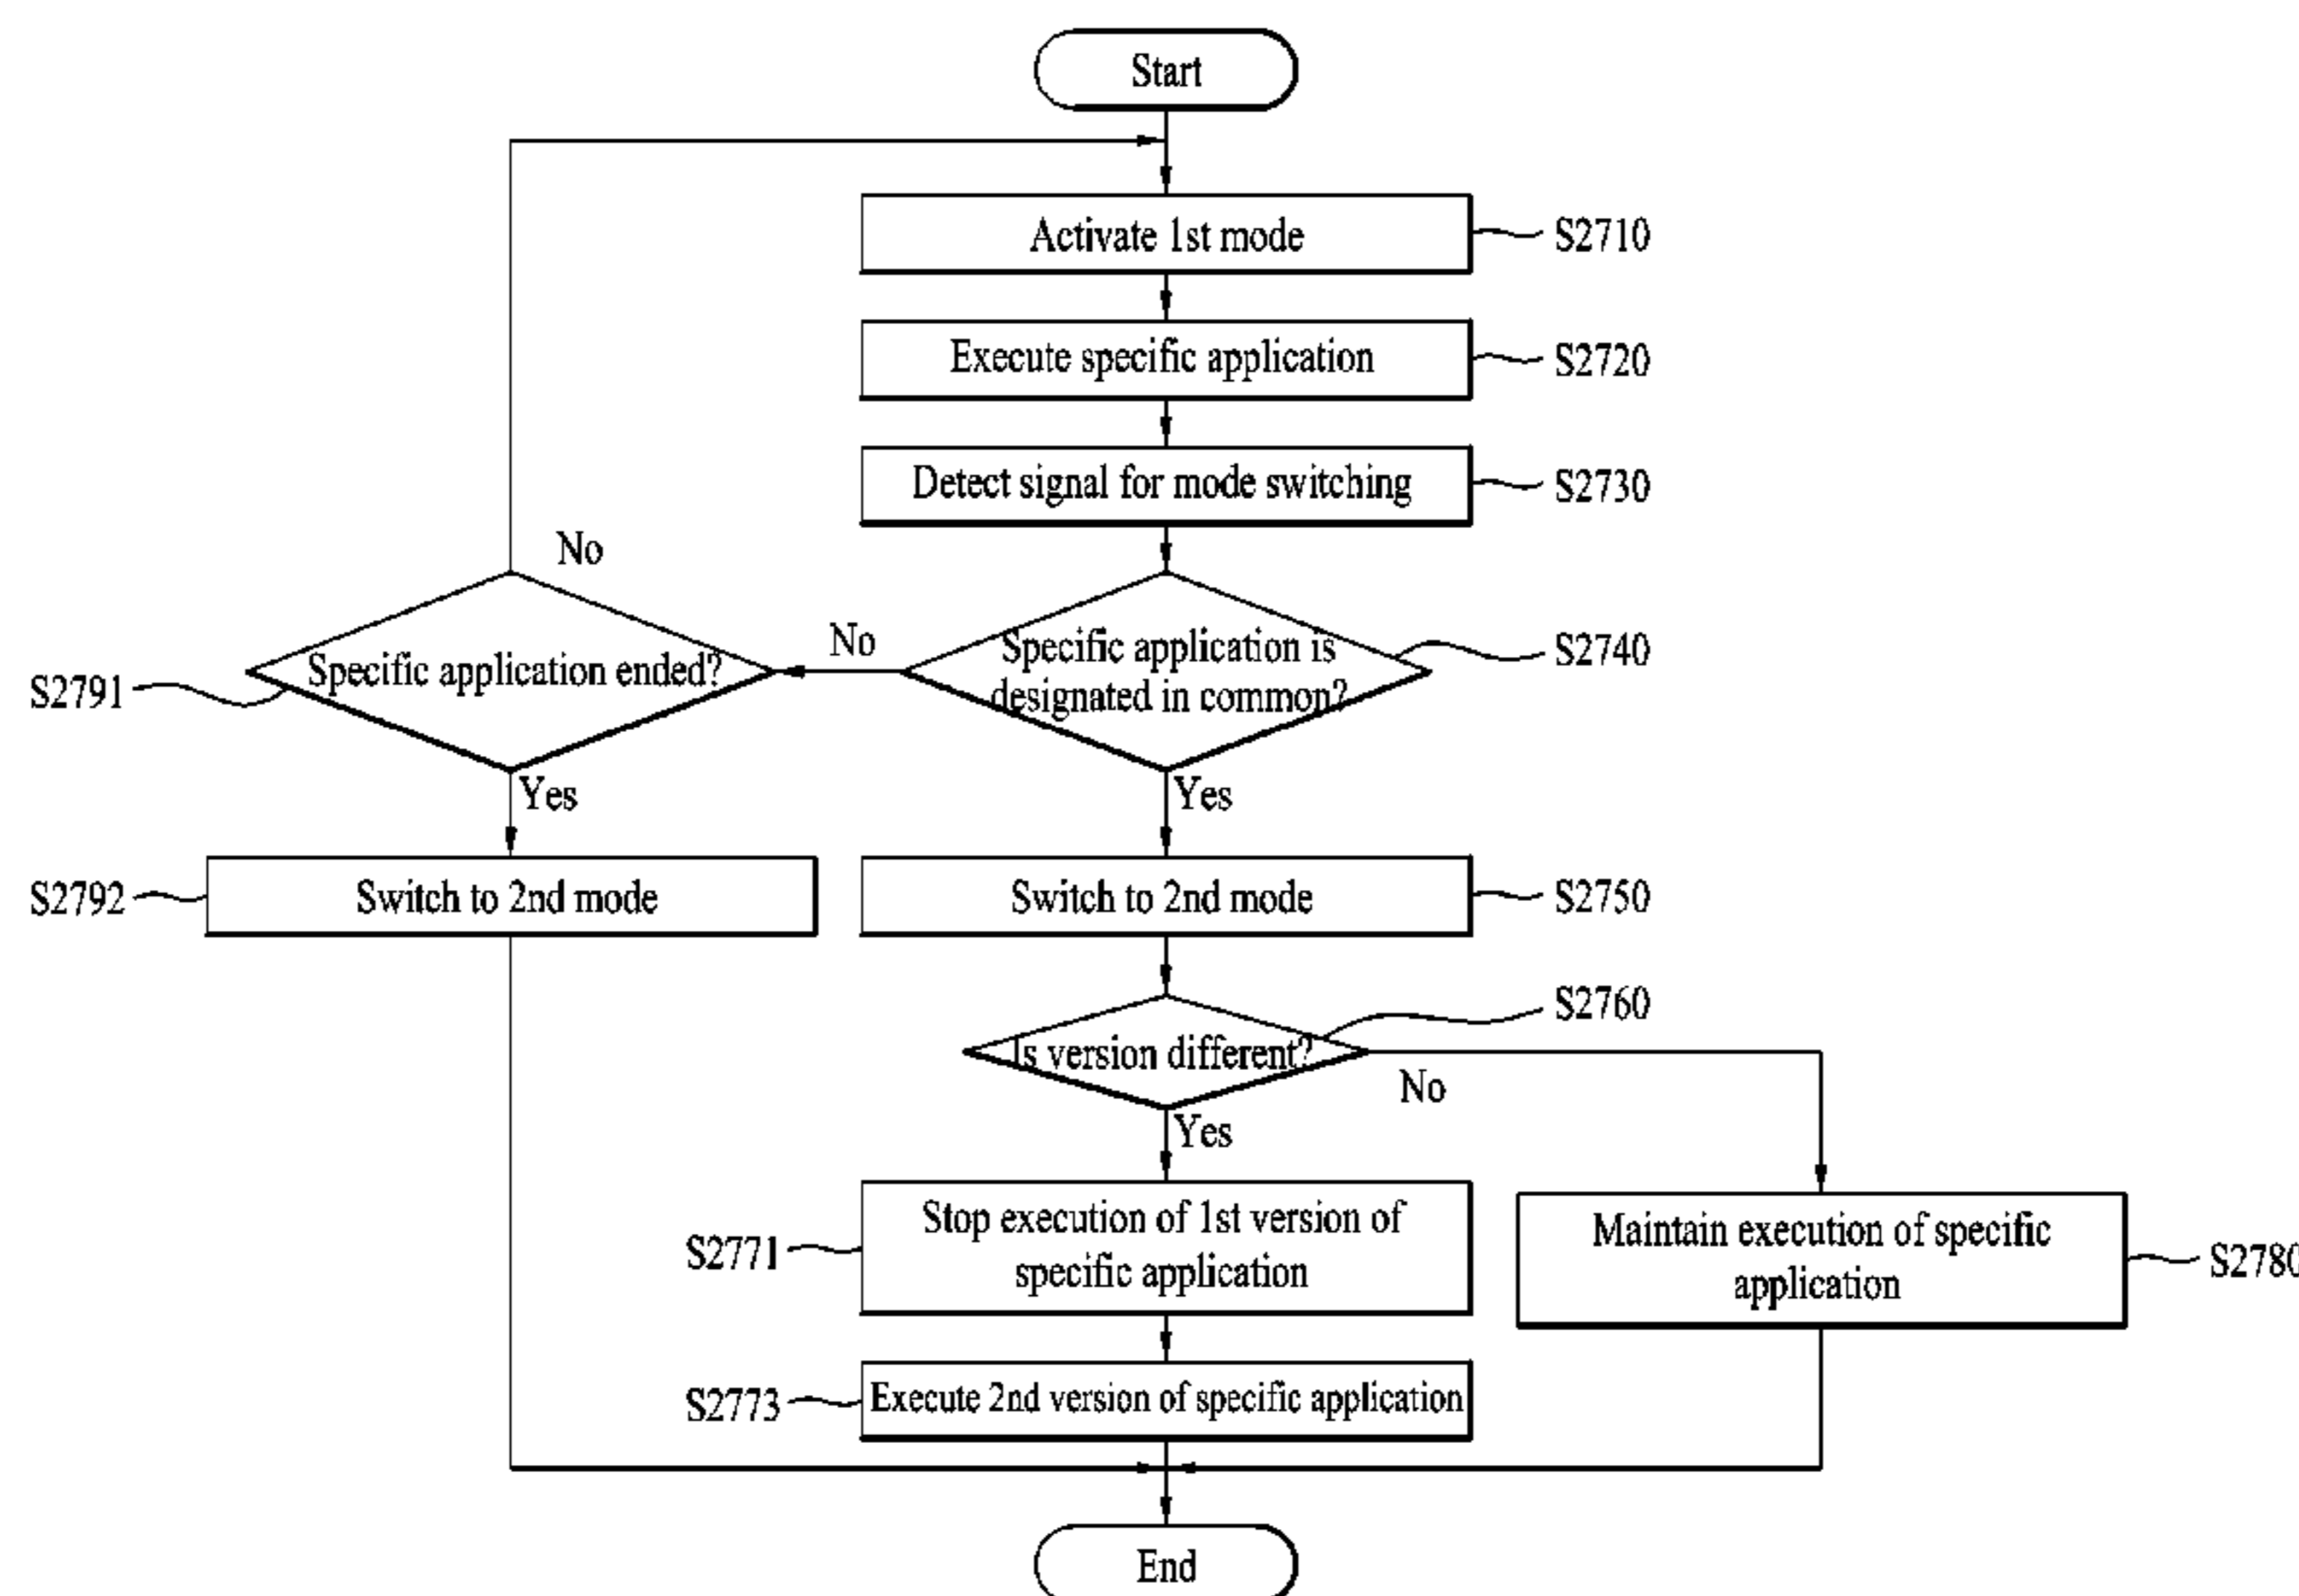 Start
Activate 1st mode
S2710
Execute specific application
S2720
Detect signal for mode switching
S2730
No
Specific application ended?
S2791
No
Specific application is
designated in common?
S2740
Yes
Yes
S2792
Switch to 2nd mode
Switch to 2nd mode
S2750
Is version different?
S2760
No
Yes
S2771
Stop execution of 1st version of
specific application
Maintain execution of specific
application
S2780
S2773
Execute 2nd version of specific application
End